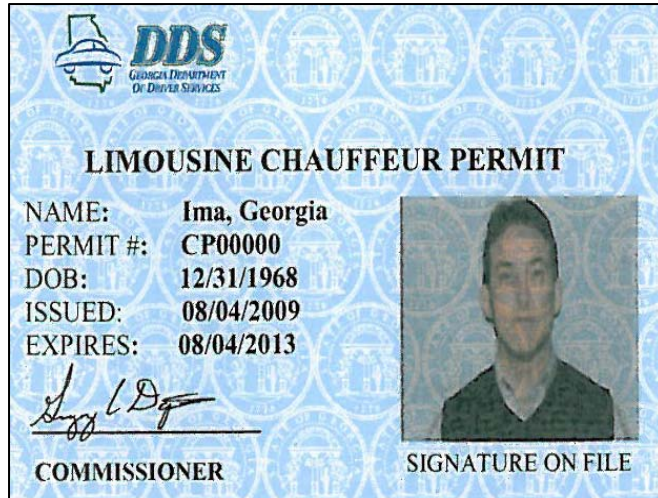 DDS
GEORGIA DEPARTMENT
OF DRIVER SERVICES
LIMOUSINE CHAUFFEUR PERMIT
NAME: Ima, Georgia
PERMIT #: CP00000
DOB: 12/31/1968
ISSUED: 08/04/2009
EXPIRES: 08/04/2013
COMMISSIONER
SIGNATURE ON FILE